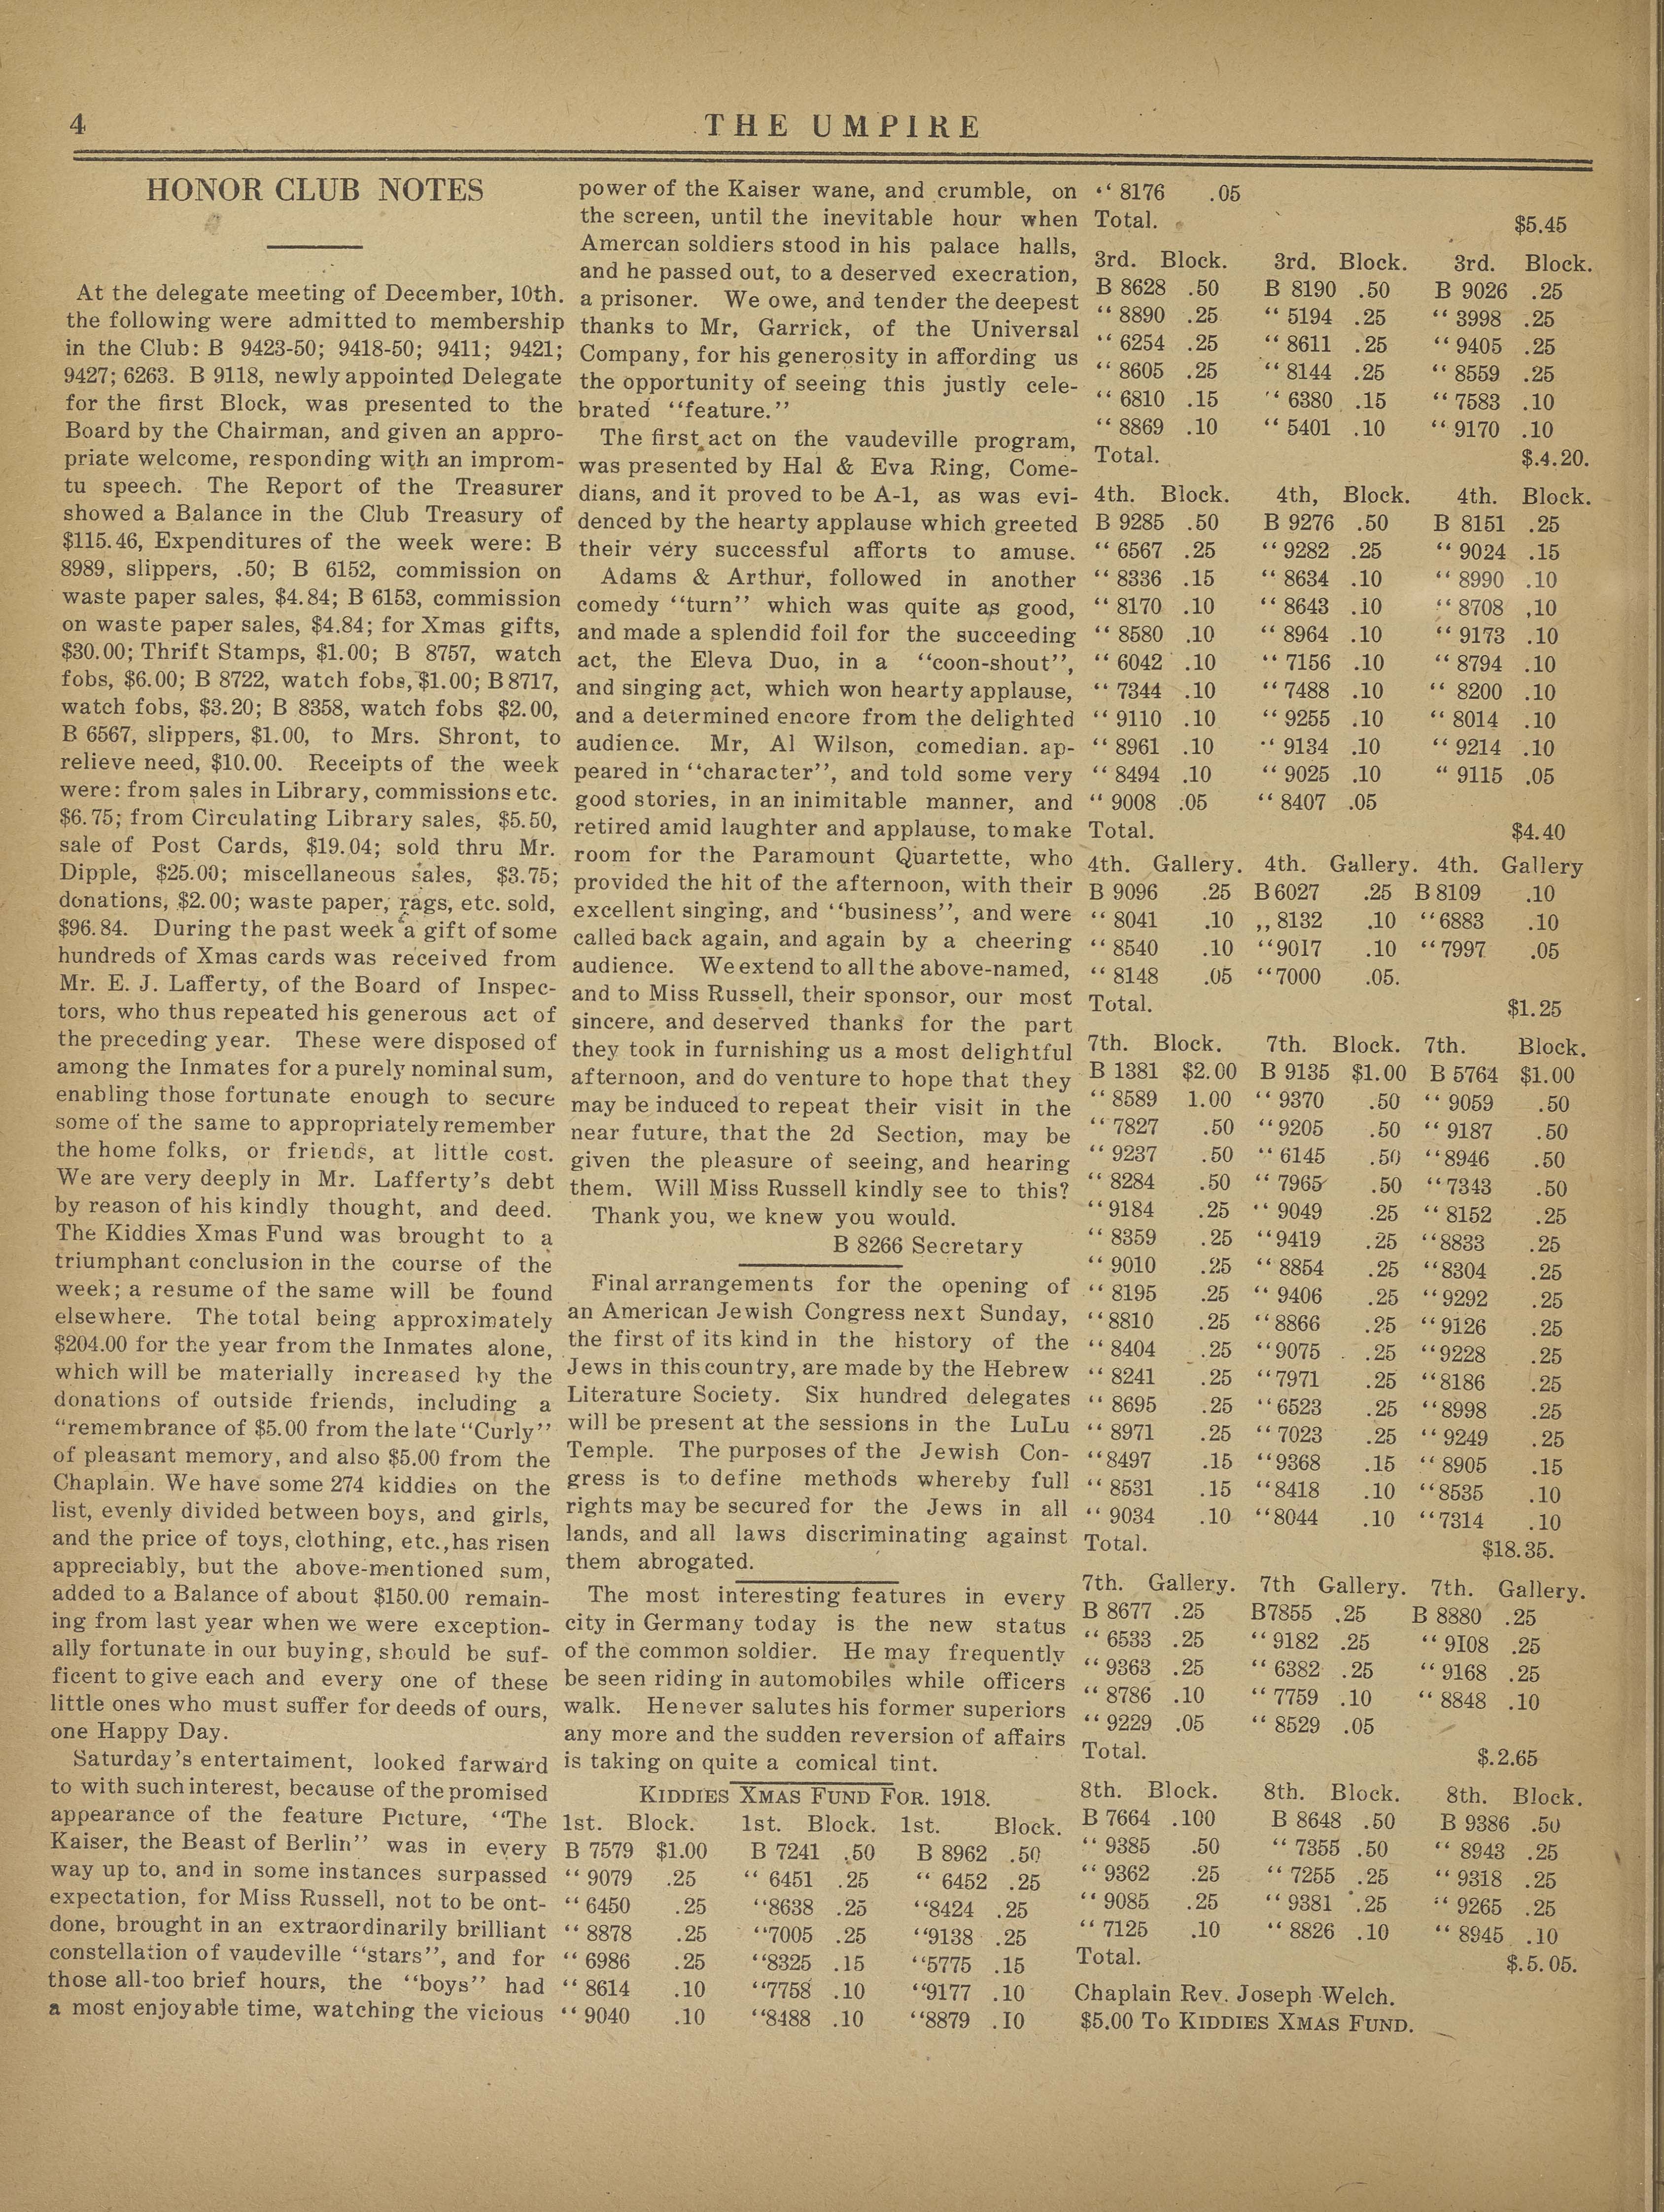 4
THE UMPIRE
HONOR CLUB NOTES
At the delegate meeting of December, 10th.
the following were admitted to membership
in the Club: B 9423-50; 9418-50; 9411; 9421;
9427; 6263. B 9118, newly appointed Delegate
for the first Block, was presented to the
Board by the Chairman, and given an appro-
priate welcome, responding with an improm-
tu speech. The Report of the Treasurer
showed a Balance in the Club Treasury of
$115.46, Expenditures of the week were: B
8989, slippers, .50; B 6152, commission on
waste paper sales, $4.84; B 6153, commission
on waste paper sales, $4.84; for Xmas gifts,
$30.00; Thrift Stamps, $1.00; B 8757, watch
fobs, $6.00; B 8722, watch fobs, $1.00; B 8717,
watch fobs, $3.20; B 8358, watch fobs $2.00,
B 6567, slippers, $1.00, to Mrs. Shront, to
relieve need, $10.00. Receipts of the week
were: from sales in Library, commissions etc.
$6.75; from Circulating Library sales, $5.50,
sale of Post Cards, $19.04; sold thru Mr.
Dipple, $25.00; miscellaneous sales, $3.75;
donations, $2.00; waste paper, rags, etc. sold,
$96.84. During the past week a gift of some
hundreds of Xmas cards was received from
Mr. E. J. Lafferty, of the Board of Inspec-
tors, who thus repeated his generous act of
the preceding year. These were disposed of
among the Inmates for a purely nominal sum,
enabling those fortunate enough to secure
some of the same to appropriately remember
the home folks, or friends, at little cost.
We are very deeply in Mr. Lafferty's debt
by reason of his kindly thought, and deed.
The Kiddies Xmas Fund was brought to a
triumphant conclusion in the course of the
week; a resume of the same will be found
elsewhere. The total being approximately
$204.00 for the year from the Inmates alone,
which will be materially increased by the
donations of outside friends, including a
"remembrance of $5.00 from the late "Curly"
of pleasant memory, and also $5.00 from the
Chaplain. We have some 274 kiddies on the
list, evenly divided between boys, and girls,
and the price of toys, clothing, etc., has risen
appreciably, but the above-mentioned sum,
added to a Balance of about $150.00 remain-
ing from last year when we were exception-
ally fortunate in our buying, should be suf-
ficent to give each and every one of these
little ones who must suffer for deeds of ours,
one Happy Day.
Saturday's entertaiment, looked farward
to with such interest, because of the promised
appearance of the feature Picture, "The
Kaiser, the Beast of Berlin" was in every
way up to, and in some instances surpassed
expectation, for Miss Russell, not to be ont-
done, brought in an extraordinarily brilliant
constellation of vaudeville "stars", and for
those all-too brief hours, the "boys" had
a most enjoyable time, watching the vicious
power of the Kaiser wane, and crumble, on
the screen, until the inevitable hour when
Amercan soldiers stood in his palace halls,
and he passed out, to a deserved execration,
a prisoner. We owe, and tender the deepest
thanks to Mr, Garrick, of the Universal
Company, for his generosity in affording us
the opportunity of seeing this justly cele-
brated "feature."
The first act on the vaudeville program,
was presented by Hal & Eva Ring, Come-
dians, and it proved to be A-1, as was evi-
denced by the hearty applause which greeted
their very successful afforts to amuse.
Adams & Arthur, followed in another
comedy "turn" which was quite as good,
and made a splendid foil for the succeeding
act, the Eleva Duo, in a "coon-shout",
and singing act, which won hearty applause,
and a determined encore from the delighted
audience. Mr, Al Wilson, comedian. ap-
peared in "character", and told some very
good stories, in an inimitable manner, and
retired amid laughter and applause, to make
room for the Paramount Quartette, who
provided the hit of the afternoon, with their
excellent singing, and "business", and were
called back again, and again by a cheering
audience. We extend to all the above-named,
and to Miss Russell, their sponsor, our most
sincere, and deserved thanks for the part
they took in furnishing us a most delightful
afternoon, and do venture to hope that they
may be induced to repeat their visit in the
near future, that the 2d Section, may be
given the pleasure of seeing, and hearing
them. Will Miss Russell kindly see to this?
Thank you, we knew you would.
B 8266 Secretary
Final arrangements for the opening of
an American Jewish Congress next Sunday,
the first of its kind in the history of the
Jews in this country, are made by the Hebrew
Literature Society. Six hundred delegates
will be present at the sessions in the LuLu
Temple. The purposes of the Jewish Con-
gress is to define methods whereby full
rights may be secured for the Jews in all
lands, and all laws discriminating against
them abrogated.
The most interesting features in every
city in Germany today is the new status
of the common soldier. He may frequently
be seen riding in automobiles while officers
walk. He never salutes his former superiors
any more and the sudden reversion of affairs
is taking on quite a comical tint.
KIDDIES XMAS FUND FOR. 1918.
1st. Block. 1st. Block. 1st. Block.
B 7579 $1.00 B 7241 .50 B 8962 .50
" 9079 .25 " 6451 .25 " 6452 .25
" 6450 .25 "8638 .25 "8424 .25
" 8878 .25 "7005 .25 "9138 .25
" 6986 .25 "8325 .15 "5775 .15
" 8614 .10 "7758 .10 "9177 .10
" 9040 .10 "8488 .10 "8879 .I0
" 8176 .05
Total. $5.45
3rd. Block. 3rd. Block. 3rd. Block.
B 8628 .50 B 8190 .50 B 9026 .25
" 8890 .25 " 5194 .25 " 3998 .25
" 6254 .25 " 8611 .25 " 9405 .25
" 8605 .25 " 8144 .25 " 8559 .25
" 6810 .15 " 6380 .15 " 7583 .10
" 8869 .10 " 5401 .10 " 9170 .10
Total. $.4.20.
4th. Block. 4th, Block. 4th. Block.
B 9285 .50 B 9276 .50 B 8151 .25
" 6567 .25 " 9282 .25 " 9024 .15
" 8336 .15 " 8634 .10 " 8990 .10
" 8170 .10 " 8643 .10 " 8708 ,10
" 8580 .10 " 8964 .10 " 9173 .10
" 6042 .10 " 7156 .10 " 8794 .10
" 7344 .10 " 7488 .10 " 8200 .10
" 9110 .10 " 9255 .10 " 8014 .10
" 8961 .10 " 9134 .10 " 9214 .10
" 8494 .10 " 9025 .10 " 9115 .05
" 9008 .05 " 8407 .05
Total. $4.40
4th. Gallery. 4th. Gallery. 4th. Gallery
B 9096 .25 B 6027 .25 B 8109 .10
" 8041 .10 ,, 8132 .10 "6883 .10
" 8540 .10 "9017 .10 "7997 .05
" 8148 .05 "7000 .05.
Total. $1.25
7th. Block. 7th. Block. 7th. Block.
B 1381 $2.00 B 9135 $1.00 B 5764 $1.00
" 8589 1.00 " 9370 .50 " 9059 .50
" 7827 .50 "9205 .50 " 9187 .50
" 9237 .50 " 6145 .50 "8946 .50
" 8284 .50 " 7965 .50 "7343 .50
" 9184 .25 " 9049 .25 " 8152 .25
" 8359 .25 "9419 .25 "8833 .25
" 9010 .25 " 8854 .25 "8304 .25
" 8195 .25 " 9406 .25 "9292 .25
"8810 .25 "8866 .25 "9126 .25
" 8404 .25 "9075 .25 "9228 .25
" 8241 .25 "7971 .25 "8186 .25
" 8695 .25 "6523 .25 "8998 .25
" 8971 .25 " 7023 .25 " 9249 .25
"8497 .15 "9368 .15 " 8905 .15
" 8531 .15 "8418 .10 "8535 .10
" 9034 .10 "8044 .10 "7314 .10
Total. $18.35.
7th. Gallery. 7th Gallery. 7th. Gallery.
B 8677 .25 B7855 .25 B 8880 .25
" 6533 .25 " 9182 .25 " 9I08 .25
" 9363 .25 " 6382 .25 " 9168 .25
" 8786 .10 " 7759 .10 " 8848 .10
" 9229 .05 " 8529 .05
Total. $.2.65
8th. Block. 8th. Block. 8th. Block.
B 7664 .100 B 8648 .50 B 9386 .50
" 9385 .50 " 7355 .50 " 8943 .25
" 9362 .25 " 7255 .25 " 9318 .25
" 9085 .25 " 9381 .25 " 9265 .25
" 7125 .10 " 8826 .10 " 8945 .10
Total. $.5.05.
Chaplain Rev. Joseph Welch.
$5.00 TO KIDDIES XMAS FUND.